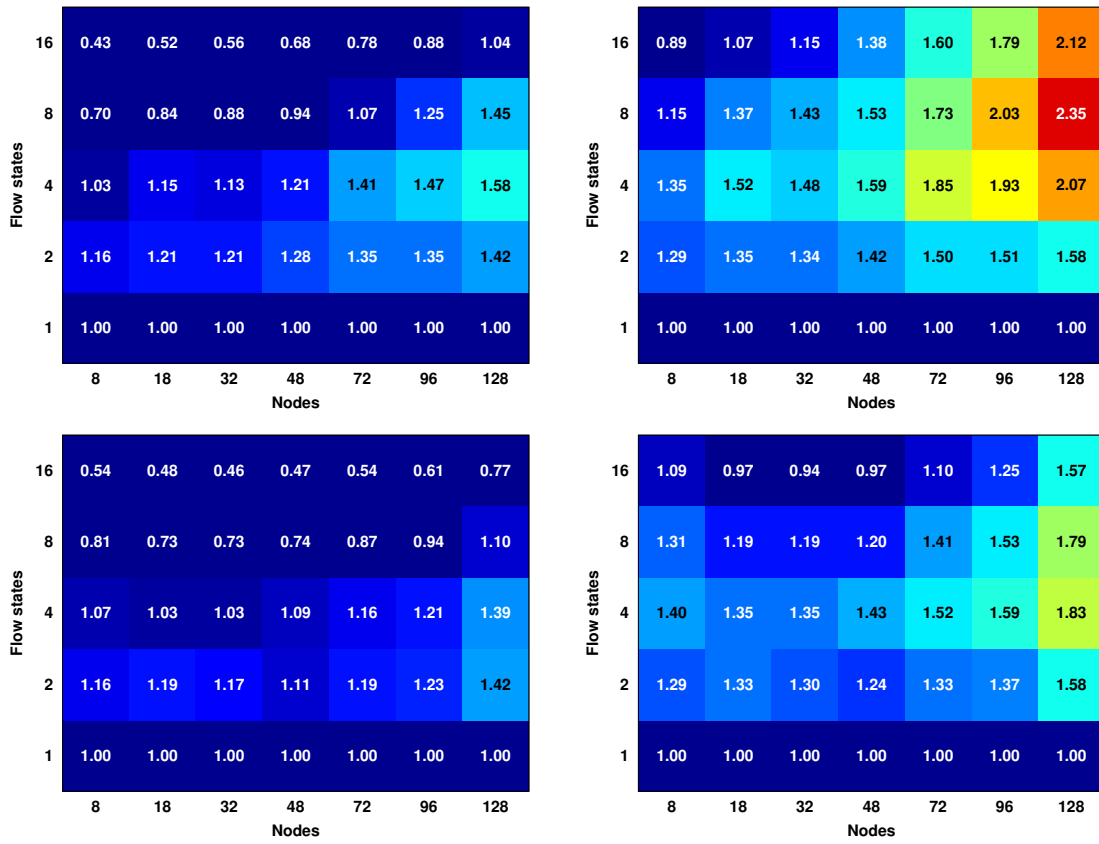 16 0.43 0.52 0.56 0.68 0.78 0.88 1.04
8 0.70 0.84 0.88 0.94 1.07 1.25 1.45
4 1.03 1.15 1.13 1.21 1.41 1.47 1.58
2 1.16 1.21 1.21 1.28 1.35 1.35 1.42
1 1.00 1.00 1.00 1.00 1.00 1.00 1.00
Flow states
8 18 32 48 72 96 128
Nodes
16 0.89 1.07 1.15 1.38 1.60 1.79 2.12
8 1.15 1.37 1.43 1.53 1.73 2.03 2.35
4 1.35 1.52 1.48 1.59 1.85 1.93 2.07
2 1.29 1.35 1.34 1.42 1.50 1.51 1.58
1 1.00 1.00 1.00 1.00 1.00 1.00 1.00
Flow states
8 18 32 48 72 96 128
Nodes
16 0.54 0.48 0.46 0.47 0.54 0.61 0.77
8 0.81 0.73 0.73 0.74 0.87 0.94 1.10
4 1.07 1.03 1.03 1.09 1.16 1.21 1.39
2 1.16 1.19 1.17 1.11 1.19 1.23 1.42
1 1.00 1.00 1.00 1.00 1.00 1.00 1.00
Flow states
8 18 32 48 72 96 128
Nodes
16 1.09 0.97 0.94 0.97 1.10 1.25 1.57
8 1.31 1.19 1.19 1.20 1.41 1.53 1.79
4 1.40 1.35 1.35 1.43 1.52 1.59 1.83
2 1.29 1.33 1.30 1.24 1.33 1.37 1.58
1 1.00 1.00 1.00 1.00 1.00 1.00 1.00
Flow states
8 18 32 48 72 96 128
Nodes